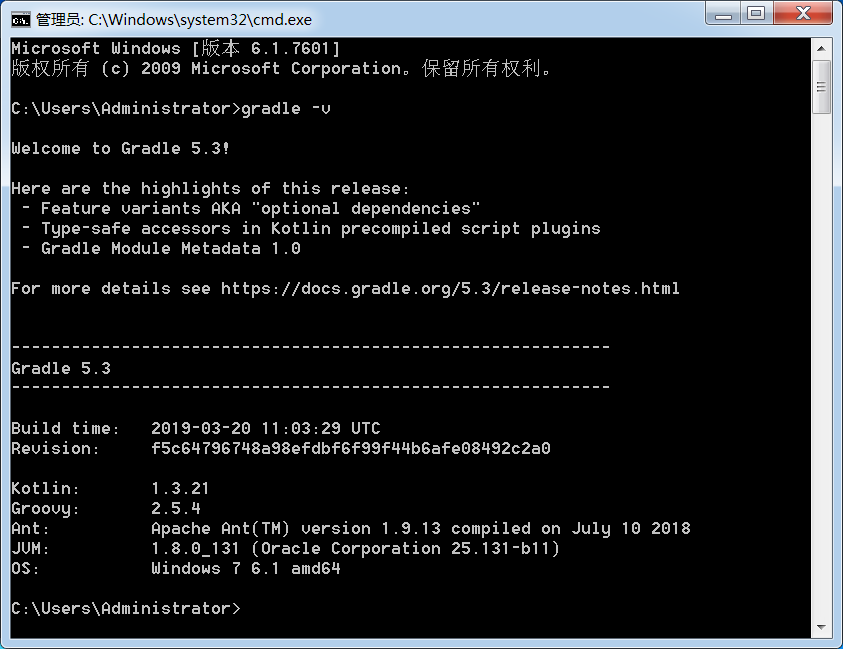 管理员: C:\Windows\system32\cmd.exe
Microsoft Windows [版本 6.1.7601]
版权所有 (c) 2009 Microsoft Corporation。保留所有权利。
C:\Users\Administrator>gradle -v
Welcome to Gradle 5.3!
Here are the highlights of this release:
 - Feature variants AKA "optional dependencies"
 - Type-safe accessors in Kotlin precompiled script plugins
 - Gradle Module Metadata 1.0
For more details see https://docs.gradle.org/5.3/release-notes.html
------------------------------------------------------------
Gradle 5.3
------------------------------------------------------------
Build time:   2019-03-20 11:03:29 UTC
Revision:     f5c64796748a98efdbf6f99f44b6afe08492c2a0
Kotlin:       1.3.21
Groovy:       2.5.4
Ant:          Apache Ant(TM) version 1.9.13 compiled on July 10 2018
JVM:          1.8.0_131 (Oracle Corporation 25.131-b11)
OS:           Windows 7 6.1 amd64
C:\Users\Administrator>